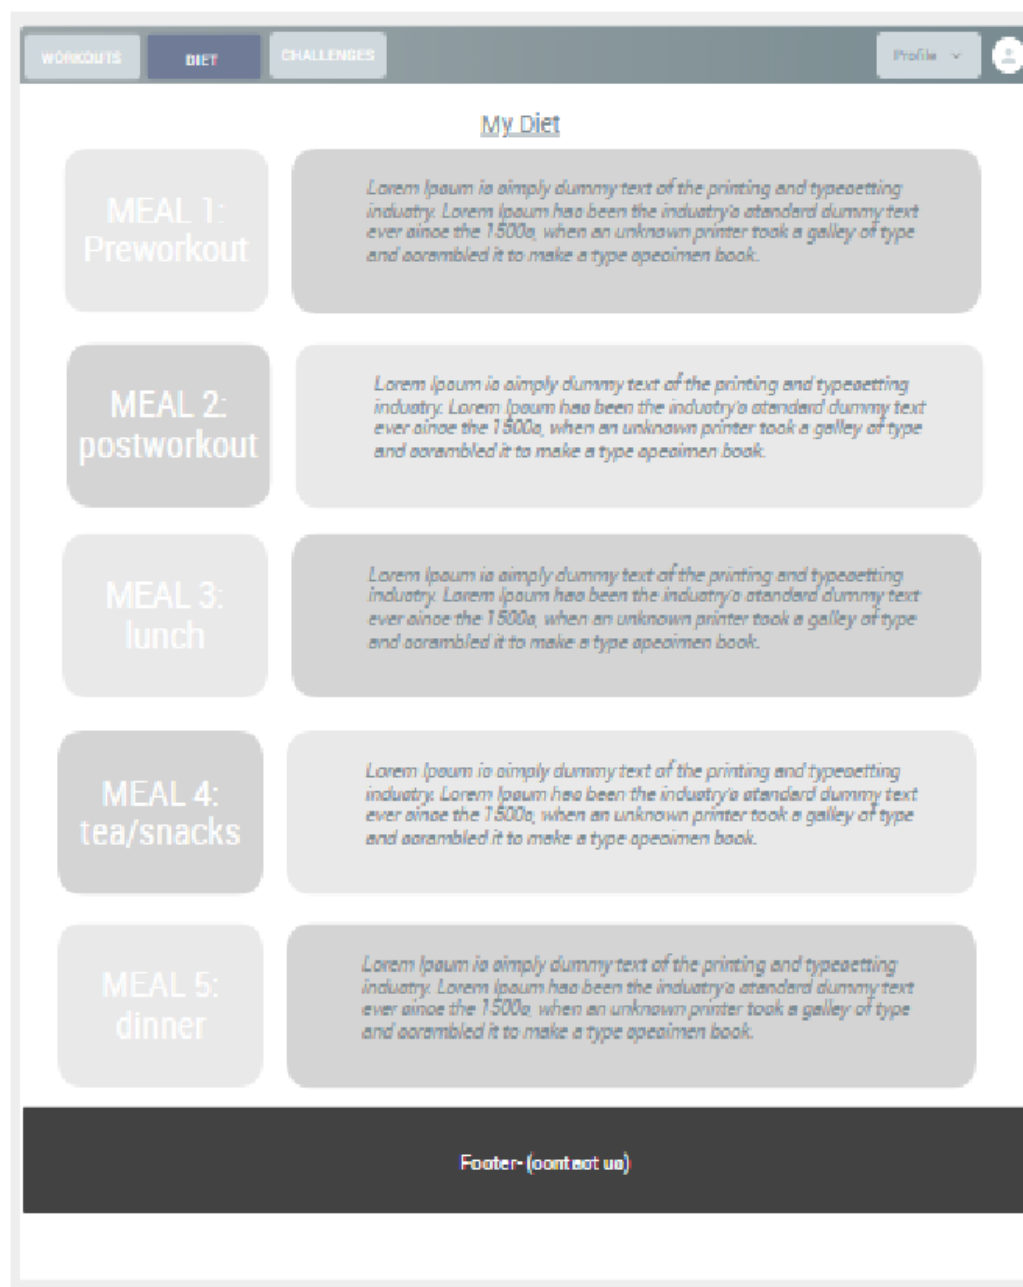 WORKOUTS
DIET
CHALLENGES
Profile
My Diet
MEAL 1:
Preworkout
Lorem Ipsum is simply dummy text of the printing and typesetting
industry. Lorem Ipsum has been the industry's standard dummy text
ever since the 1500s, when an unknown printer took a galley of type
and scrambled it to make a type specimen book.
MEAL 2:
postworkout
Lorem Ipsum is simply dummy text of the printing and typesetting
industry. Lorem Ipsum has been the industry's standard dummy text
ever since the 1500s, when an unknown printer took a galley of type
and scrambled it to make a type specimen book.
MEAL 3:
lunch
Lorem Ipsum is simply dummy text of the printing and typesetting
industry. Lorem Ipsum has been the industry's standard dummy text
ever since the 1500s, when an unknown printer took a galley of type
and scrambled it to make a type specimen book.
MEAL 4:
tea/snacks
Lorem Ipsum is simply dummy text of the printing and typesetting
industry. Lorem Ipsum has been the industry's standard dummy text
ever since the 1500s, when an unknown printer took a galley of type
and scrambled it to make a type specimen book.
MEAL 5:
dinner
Lorem Ipsum is simply dummy text of the printing and typesetting
industry. Lorem Ipsum has been the industry's standard dummy text
ever since the 1500s, when an unknown printer took a galley of type
and scrambled it to make a type specimen book.
Footer- (contact us)